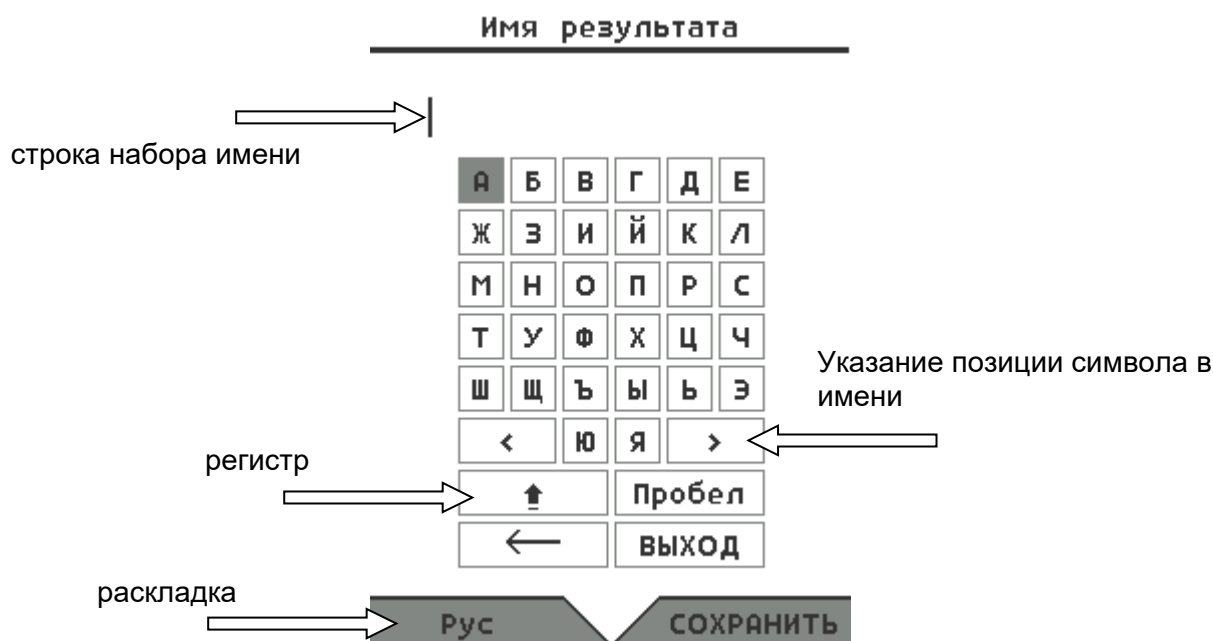 Имя результата
строка набора имени
А Б В Г Д Е
Ж З И Й К Л
М Н О П Р С
Т У Ф Х Ц Ч
Указание позиции символа в
имени
Ш Щ Ъ Ы Ь Э
< Ю Я >
регистр
Пробел
ВЫХОД
раскладка
Рус
СОХРАНИТЬ